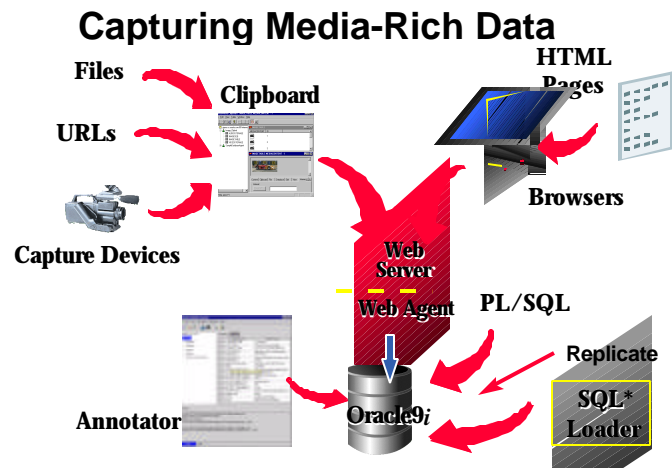 Capturing Media-Rich Data
Files
Clipboard
HTML
Pages
URLs
Browsers
Capture Devices
Web
Server
Web Agent
PL/SQL
Replicate
Annotator
Oracle9i
SQL*
Loader